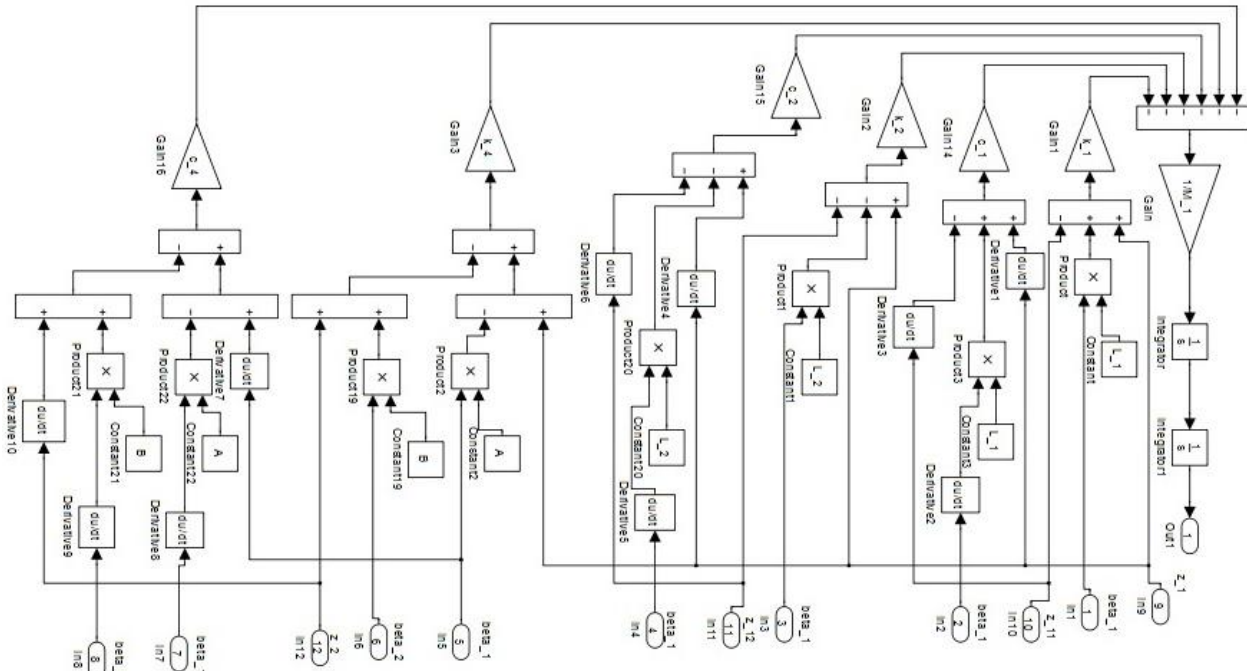 1/M_1
Gain
1
s
Integrator
1
s
Integrator1
1
Out1
z_1
9
In9
k_1
Gain1
L_1
Constant
×
Product
beta_1
1
In1
z_11
10
In10
c_1
Gain14
du/dt
Derivative1
L_1
Constant3
×
Product3
du/dt
Derivative2
beta_1
2
In2
du/dt
Derivative3
k_2
Gain2
L_2
Constant1
×
Product1
beta_1
3
In3
z_12
11
In11
c_2
Gain15
du/dt
Derivative4
L_2
Constant20
×
Product20
du/dt
Derivative5
beta_1
4
In4
du/dt
Derivative6
k_4
Gain3
A
Constant2
×
Product2
beta_1
5
In5
B
Constant19
×
Product19
beta_2
6
In6
z_2
12
In12
c_4
Gain16
du/dt
Derivative7
A
Constant22
×
Product22
du/dt
Derivative8
7
In7
B
Constant21
×
Product21
du/dt
Derivative9
8
In8
du/dt
Derivative10